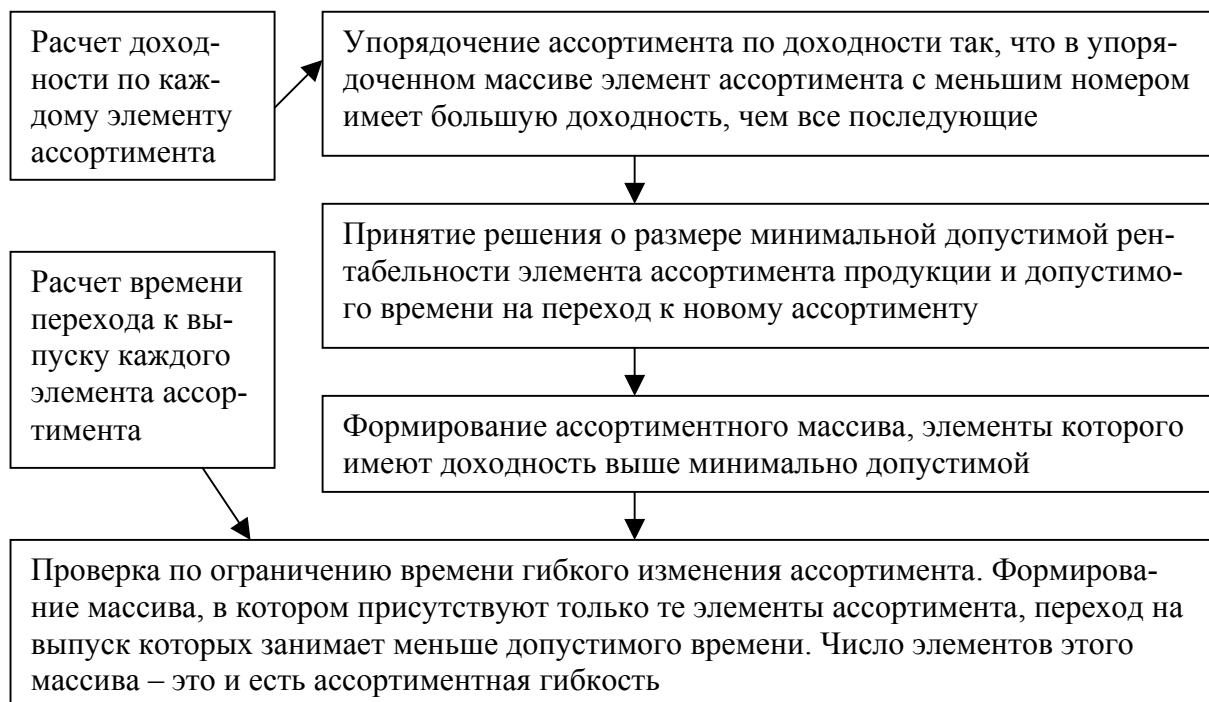 Расчет доход-
ности по каж-
дому элементу
ассортимента
Упорядочение ассортимента по доходности так, что в упоря-
доченном массиве элемент ассортимента с меньшим номером
имеет большую доходность, чем все последующие
Принятие решения о размере минимальной допустимой рен-
табельности элемента ассортимента продукции и допустимо-
го времени на переход к новому ассортименту
Расчет времени
перехода к вы-
пуску каждого
элемента ассор-
тимента
Формирование ассортиментного массива, элементы которого
имеют доходность выше минимально допустимой
Проверка по ограничению времени гибкого изменения ассортимента. Формирова-
ние массива, в котором присутствуют только те элементы ассортимента, переход на
выпуск которых занимает меньше допустимого времени. Число элементов этого
массива – это и есть ассортиментная гибкость